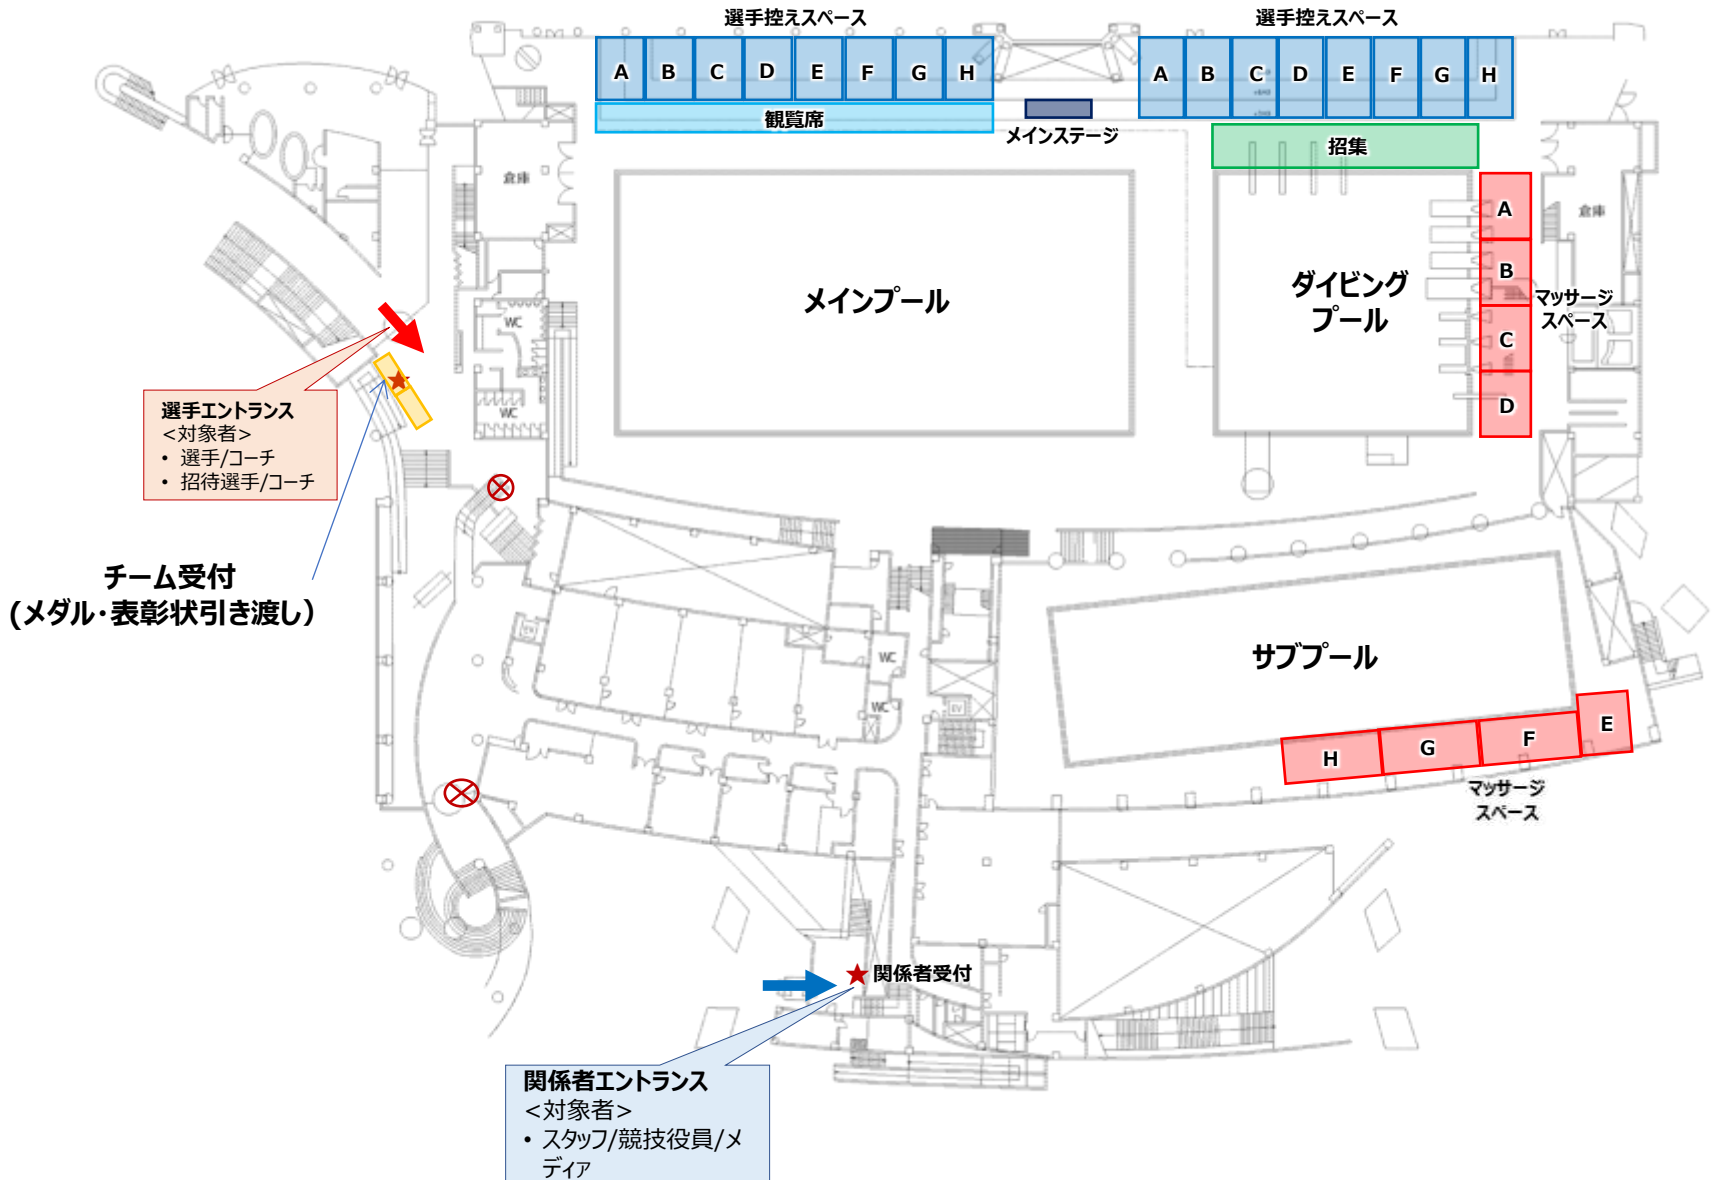 選手控えスペース
選手控えスペース
A B C D E F G H
A B C D E F G H
観覧席
メインステージ
招集
倉庫
倉庫
A
B
C
D
マッサージ
スペース
メインプール
ダイビング
プール
WC
WC
選手エントランス
<対象者>
• 選手/コーチ
• 招待選手/コーチ
チーム受付
(メダル・表彰状引き渡し)
サブプール
EV
WC
WC
EV
E
F
G
H
マッサージ
スペース
関係者受付
関係者エントランス
<対象者>
• スタッフ/競技役員/メ
ディア